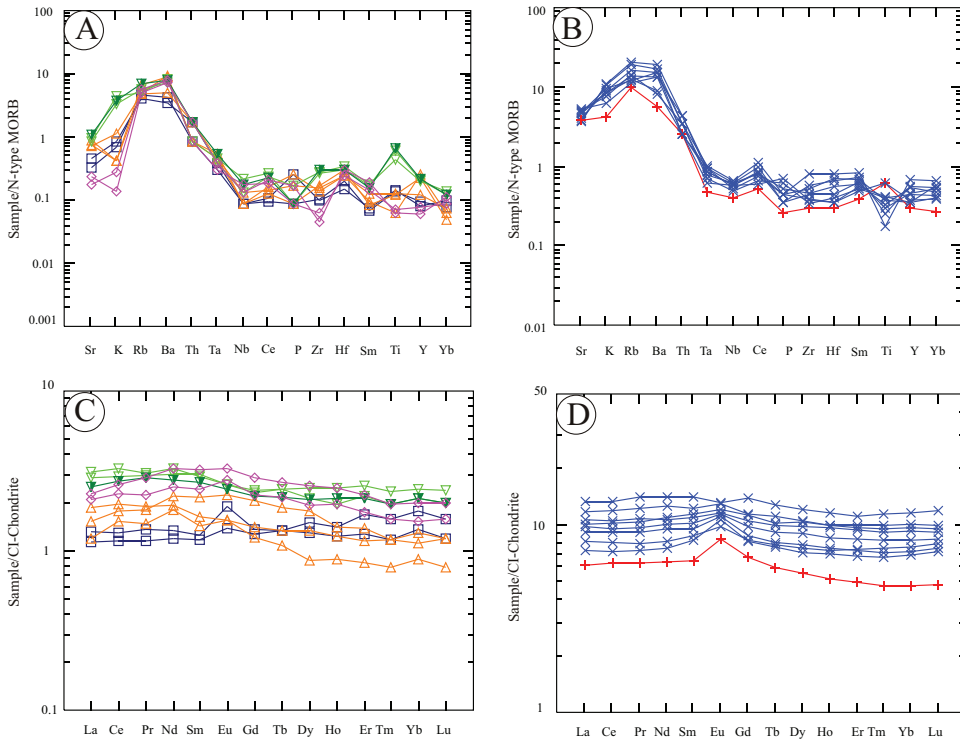 A
100
10
1
0.1
0.01
0.001
Sample/N-type MORB
Sr K Rb Ba Th Ta Nb Ce P Zr Hf Sm Ti Y Yb
B
100
10
1
0.1
0.01
Sample/N-type MORB
Sr K Rb Ba Th Ta Nb Ce P Zr Hf Sm Ti Y Yb
C
10
1
0.1
Sample/CI-Chondrite
La Ce Pr Nd Sm Eu Gd Tb Dy Ho Er Tm Yb Lu
D
50
10
1
Sample/CI-Chondrite
La Ce Pr Nd Sm Eu Gd Tb Dy Ho Er Tm Yb Lu